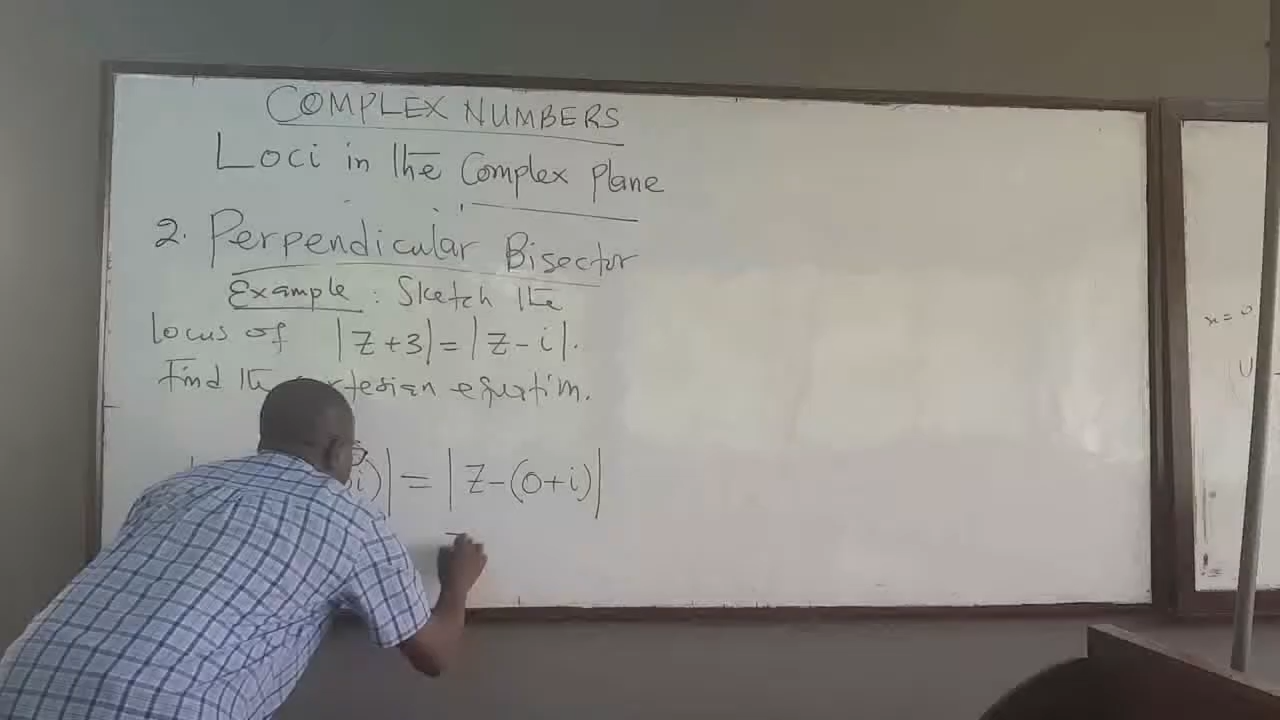 COMPLEX NUMBERS
Loci in the Complex Plane
2. Perpendicular Bisector
Example: Sketch the
locus of |Z+3|=|Z-i|.
Find the equation.
i)|=|Z-(0+i)|
x=0
U